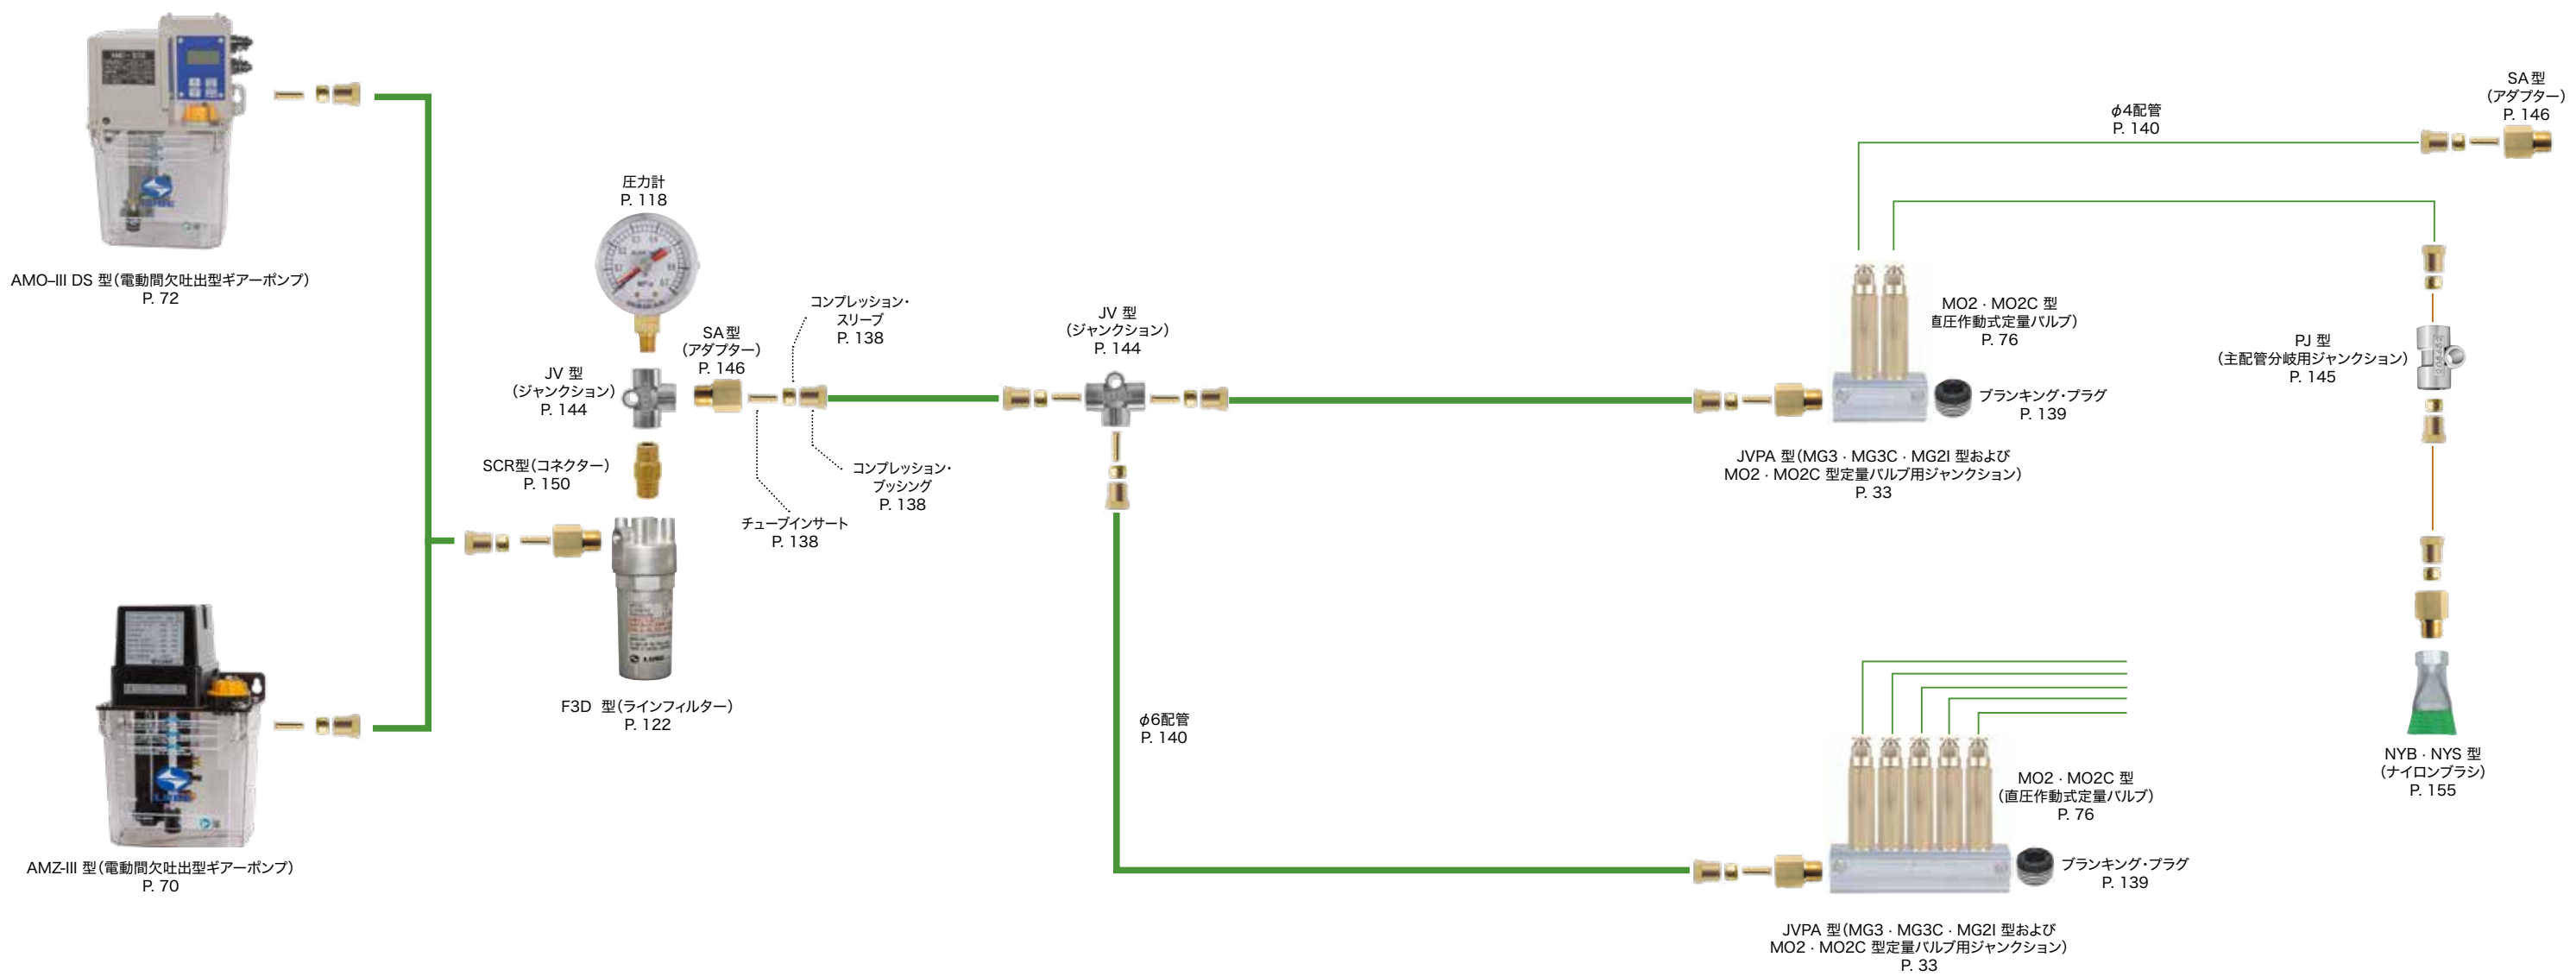 AMO–III DS 型（電動間欠吐出型ギアーポンプ）
P. 72
AMZ-III 型（電動間欠吐出型ギアーポンプ）
P. 70
圧力計
P. 118
JV 型
（ジャンクション）
P. 144
SCR型（コネクター）
P. 150
F3D 型（ラインフィルター）
P. 122
SA型
（アダプター）
P. 146
コンプレッション・
スリーブ
P. 138
コンプレッション・
ブッシング
P. 138
チューブインサート
P. 138
JV 型
（ジャンクション）
P. 144
φ6配管
P. 140
MO2・MO2C 型
直圧作動式定量バルブ）
P. 76
ブランキング・プラグ
P. 139
JVPA 型（MG3・MG3C・MG2I 型および
MO2・MO2C 型定量バルブ用ジャンクション）
P. 33
φ4配管
P. 140
SA型
（アダプター）
P. 146
PJ 型
（主配管分岐用ジャンクション）
P. 145
NYB・NYS 型
（ナイロンブラシ）
P. 155
MO2・MO2C 型
（直圧作動式定量バルブ）
P. 76
ブランキング・プラグ
P. 139
JVPA 型（MG3・MG3C・MG2I 型および
MO2・MO2C 型定量バルブ用ジャンクション）
P. 33